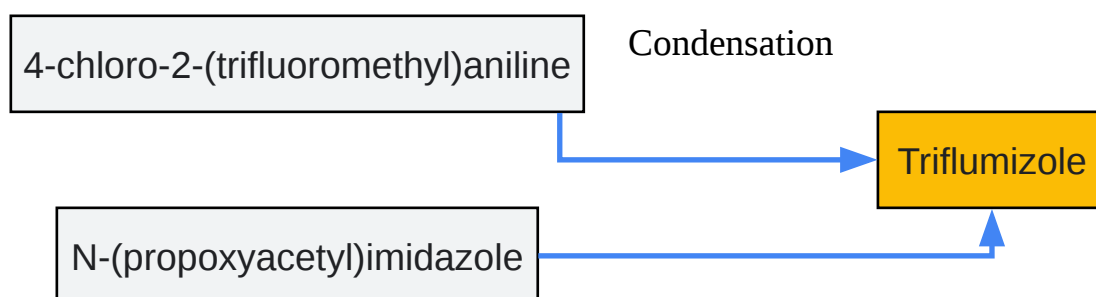 Condensation
4-chloro-2-(trifluoromethyl)aniline
Triflumizole
N-(propoxyacetyl)imidazole